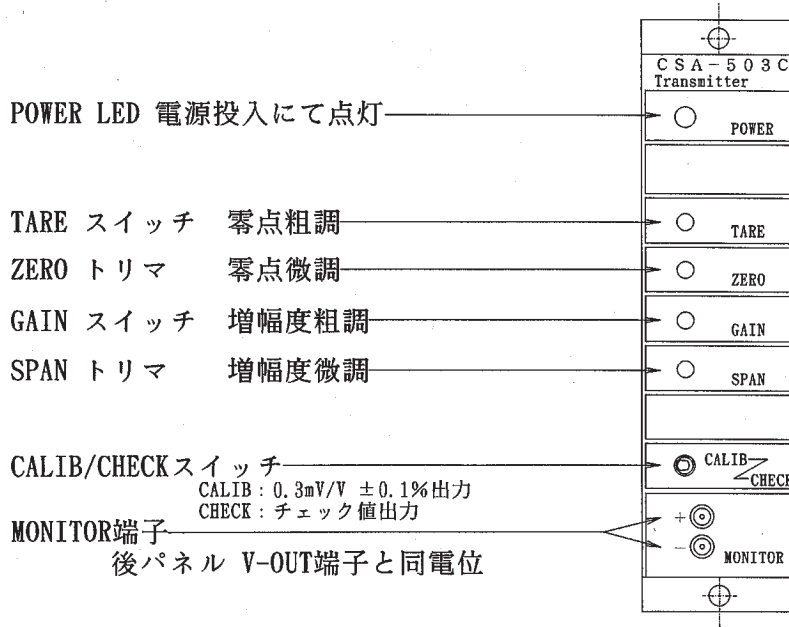 CSA-503C
Transmitter
POWER LED 電源投入にて点灯
POWER
TARE スイッチ 零点粗調
TARE
ZERO トリマ 零点微調
ZERO
GAIN スイッチ 増幅度粗調
GAIN
SPAN トリマ 増幅度微調
SPAN
CALIB/CHECKスイッチ
CALIB
CHECK
CALIB:0.3mV/V ±0.1%出力
CHECK:チェック値出力
+
MONITOR端子
-
MONITOR
後パネル V-OUT端子と同電位